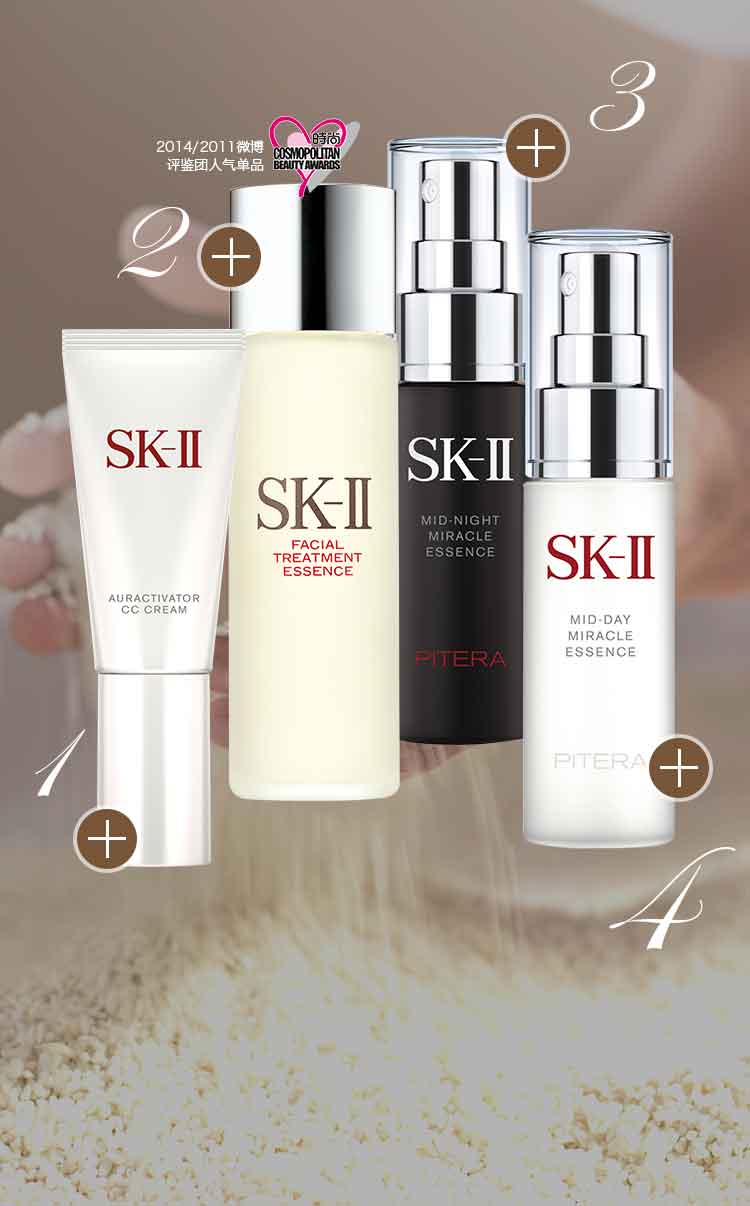 3
2014/2011微博
评鉴团人气单品
時尚
COSMOPOLITAN
BEAUTY AWARDS
2
1
SK-II
AURACTIVATOR
CC CREAM
SK-II
FACIAL
TREATMENT
ESSENCE
SK-II
MID-NIGHT
MIRACLE
ESSENCE
PITERA
SK-II
MID-DAY
MIRACLE
ESSENCE
PITERA
4